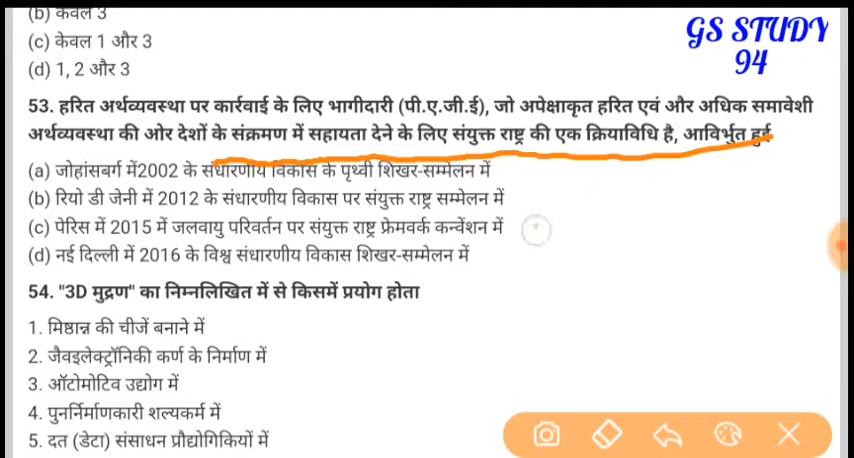 (b) केवल 3
GS STUDY
94
(c) केवल 1 और 3
(d) 1, 2 और 3
53. हरित अर्थव्यवस्था पर कार्रवाई के लिए भागीदारी (पी.ए.जी.ई), जो अपेक्षाकृत हरित एवं और अधिक समावेशी
अर्थव्यवस्था की ओर देशों के संक्रमण में सहायता देने के लिए संयुक्त राष्ट्र की एक क्रियाविधि है, आविर्भुत हुई
(a) जोहांसबर्ग में2002 के संधारणीय विकास के पृथ्वी शिखर-सम्मेलन में
(b) रियो डी जेनी में 2012 के संधारणीय विकास पर संयुक्त राष्ट्र सम्मेलन में
(c) पेरिस में 2015 में जलवायु परिवर्तन पर संयुक्त राष्ट्र फ्रेमवर्क कन्वेंशन में
(d) नई दिल्ली में 2016 के विश्व संधारणीय विकास शिखर-सम्मेलन में
54. "3D मुद्रण" का निम्नलिखित में से किसमें प्रयोग होता
1. मिष्ठान्न की चीजें बनाने में
2. जैवइलेक्ट्रॉनिकी कर्ण के निर्माण में
3. ऑटोमोटिव उद्योग में
4. पुनर्निर्माणकारी शल्यकर्म में
5. दत (डेटा) संसाधन प्रौद्योगिकियों में